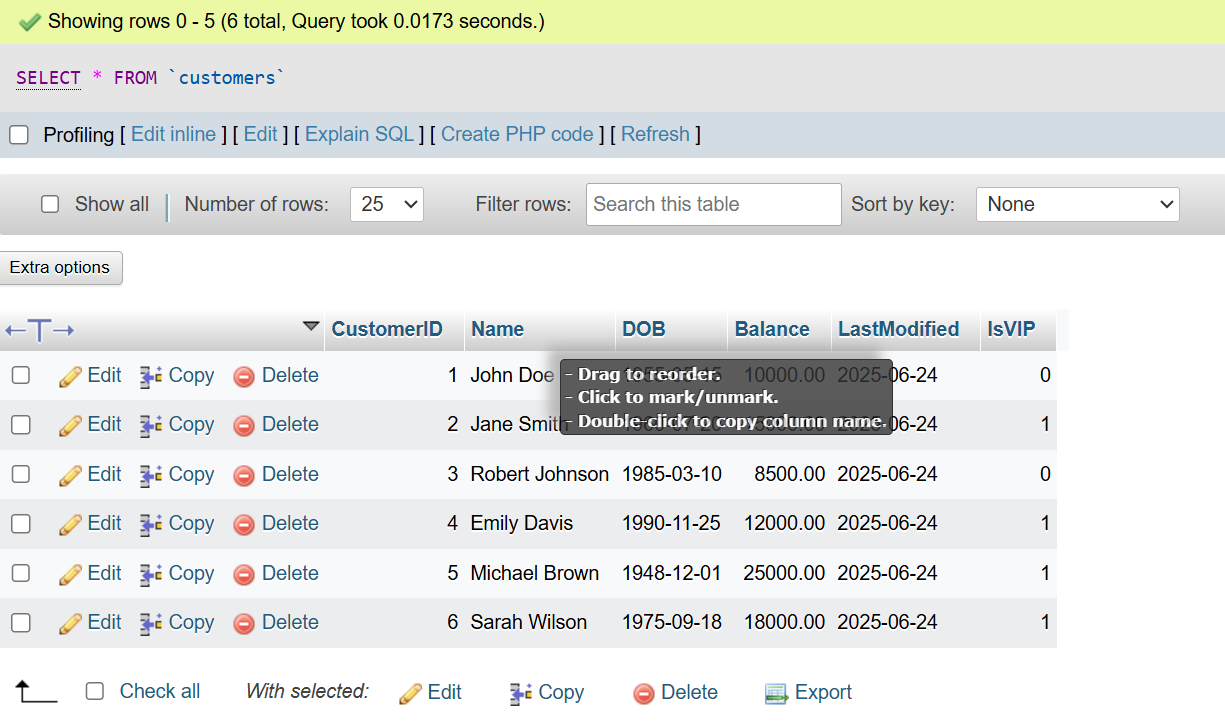 Showing rows 0 - 5 (6 total, Query took 0.0173 seconds.)
SELECT * FROM `customers`
Profiling [ Edit inline ] [ Edit ] [ Explain SQL ] [ Create PHP code ] [ Refresh ]
Show all Number of rows: 25 Filter rows: Search this table Sort by key: None
Extra options
←T→ CustomerID Name DOB Balance LastModified IsVIP
Edit Copy Delete 1 John Doe 10000.00 2025-06-24 0
- Drag to reorder.
- Click to mark/unmark.
- Double-click to copy column name.
Edit Copy Delete 2 Jane Smith 06-24 1
Edit Copy Delete 3 Robert Johnson 1985-03-10 8500.00 2025-06-24 0
Edit Copy Delete 4 Emily Davis 1990-11-25 12000.00 2025-06-24 1
Edit Copy Delete 5 Michael Brown 1948-12-01 25000.00 2025-06-24 1
Edit Copy Delete 6 Sarah Wilson 1975-09-18 18000.00 2025-06-24 1
Check all With selected: Edit Copy Delete Export